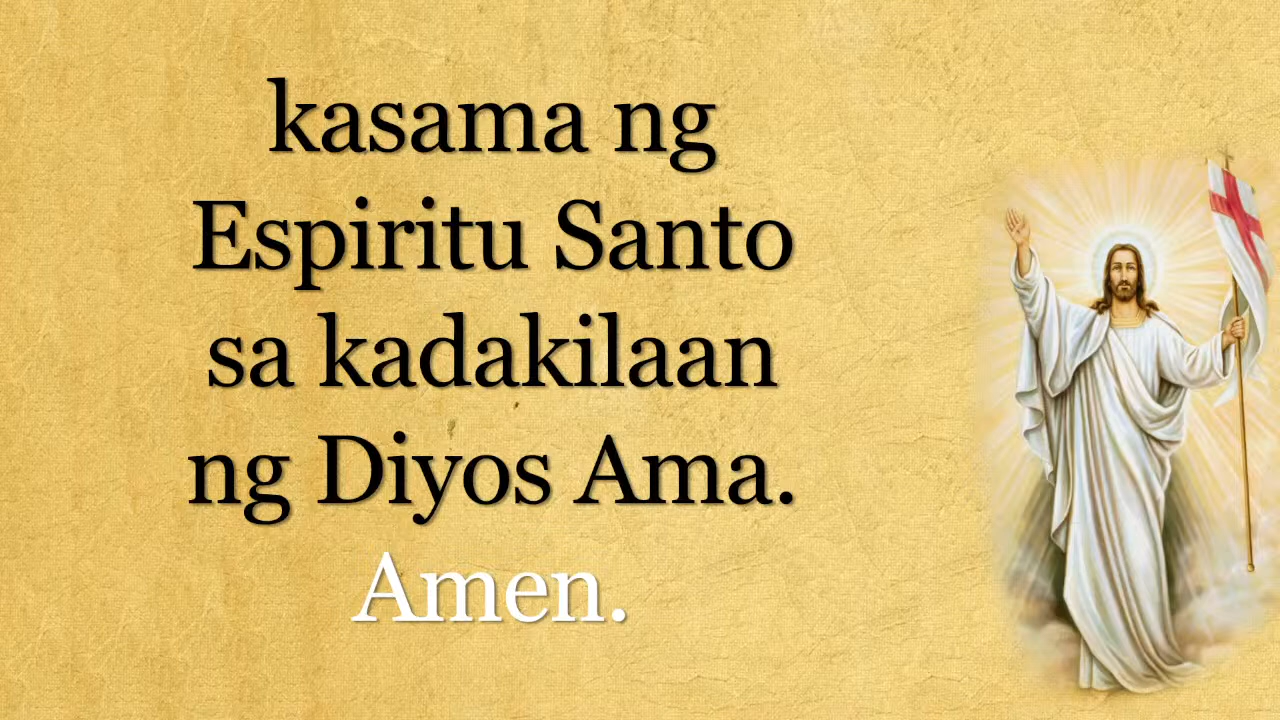 kasama ng
Espiritu Santo
sa kadakilaan
ng Diyos Ama.
Amen.